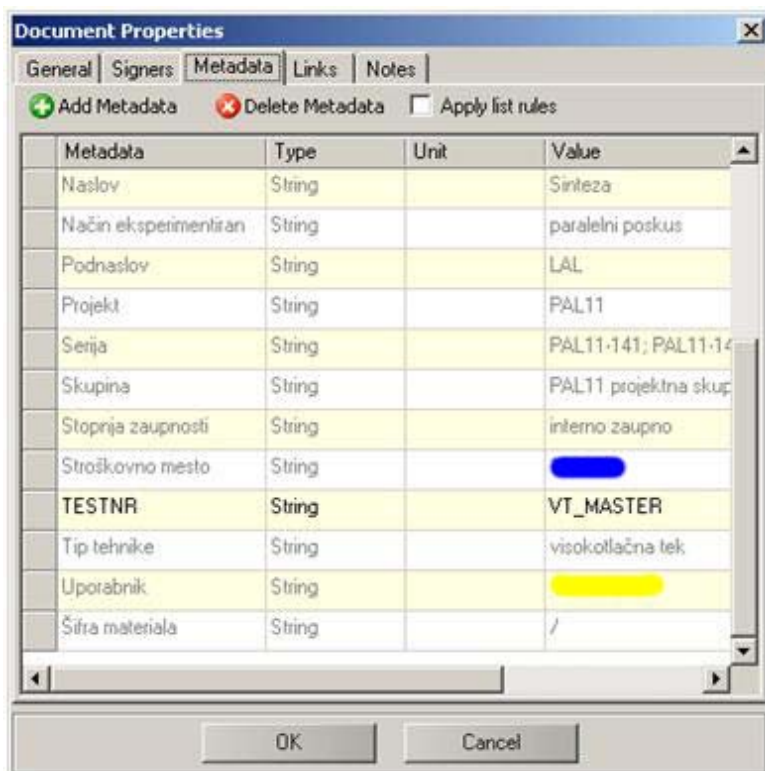 Document Properties
General Signers Metadata Links Notes
Add Metadata Delete Metadata Apply list rules
Metadata Type Unit Value
Naslov String Sinteza
Način eksperimentiran String paralelni poskus
Podnaslov String LAL
Projekt String PAL11
Serija String PAL11-141; PAL11-14
Skupina String PAL11 projektna skup
Stopnja zaupnosti String interno zaupno
Stroškovno mesto String
TESTNR String VT_MASTER
Tip tehnike String visokotlačna tek
Uporabnik String
Šifra materiala String /
OK Cancel